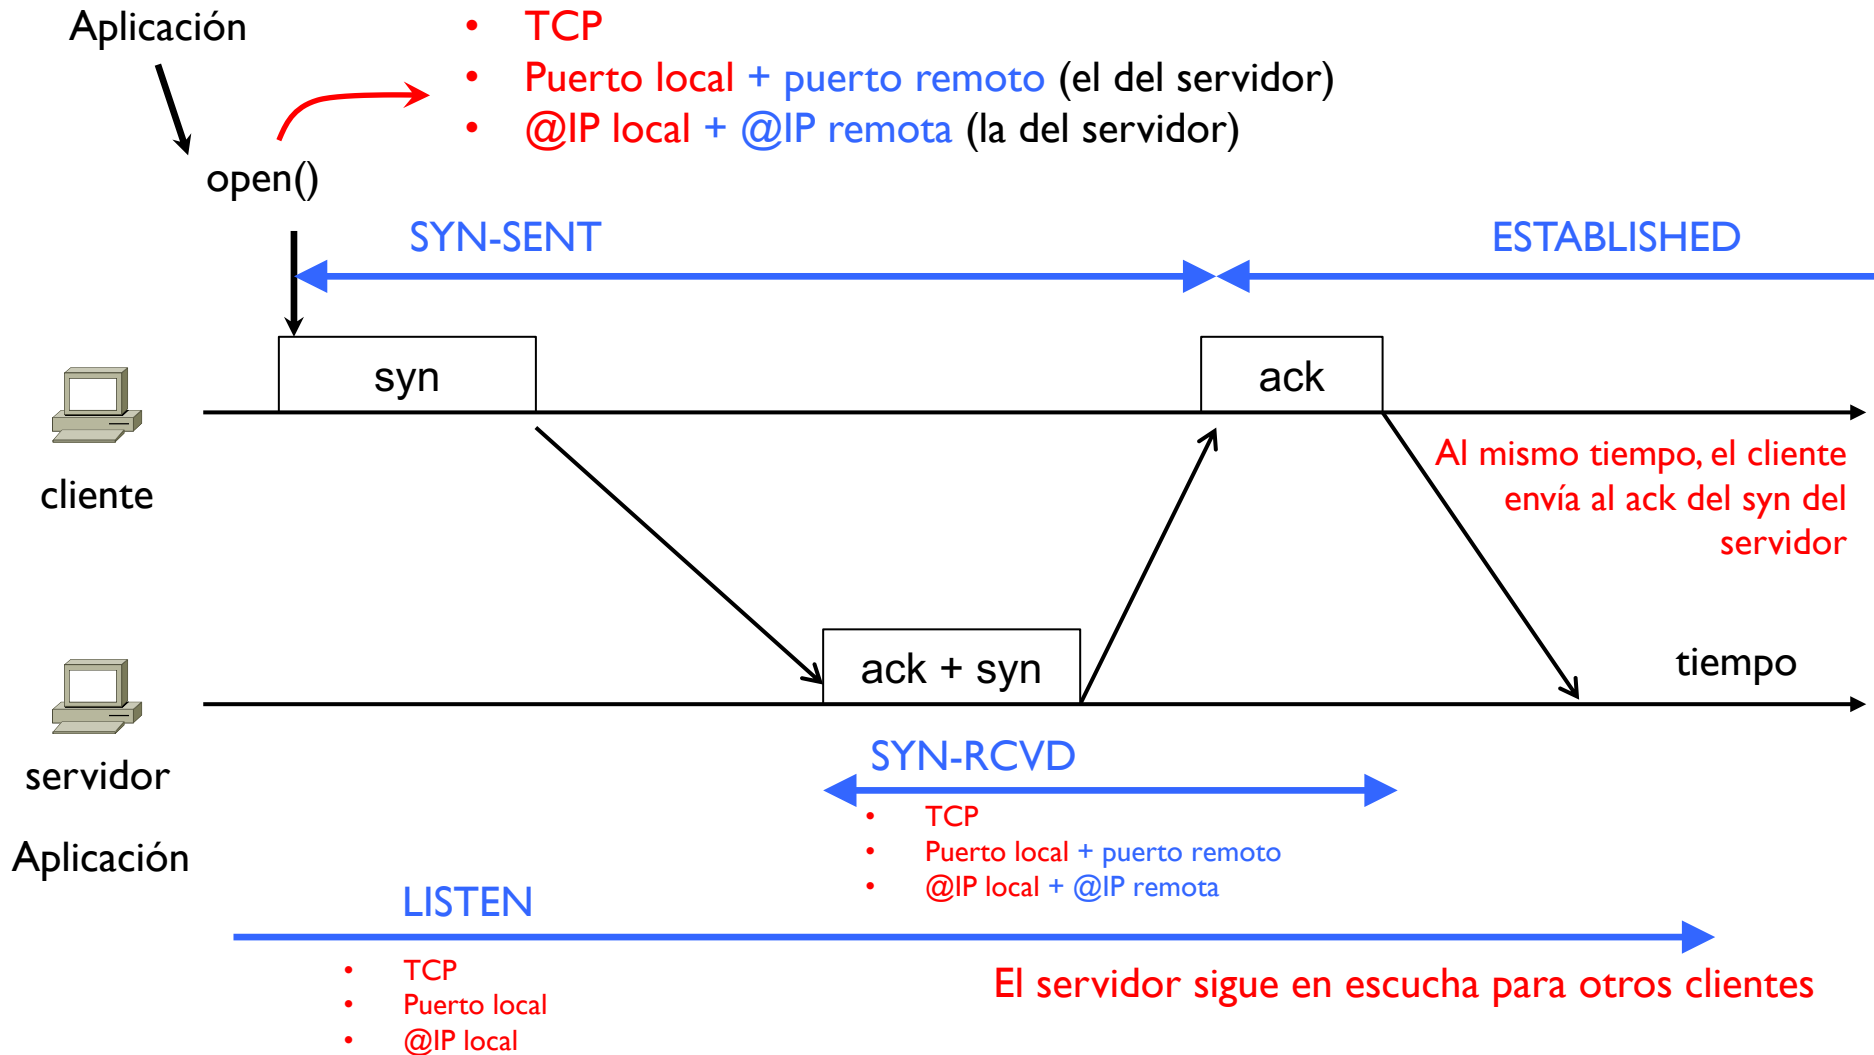 Aplicación
• TCP
• Puerto local + puerto remoto (el del servidor)
• @IP local + @IP remota (la del servidor)
open()
SYN-SENT
ESTABLISHED
syn
ack
cliente
Al mismo tiempo, el cliente
envía al ack del syn del
servidor
ack + syn
tiempo
servidor
SYN-RCVD
• TCP
• Puerto local + puerto remoto
• @IP local + @IP remota
Aplicación
LISTEN
• TCP
• Puerto local
• @IP local
El servidor sigue en escucha para otros clientes